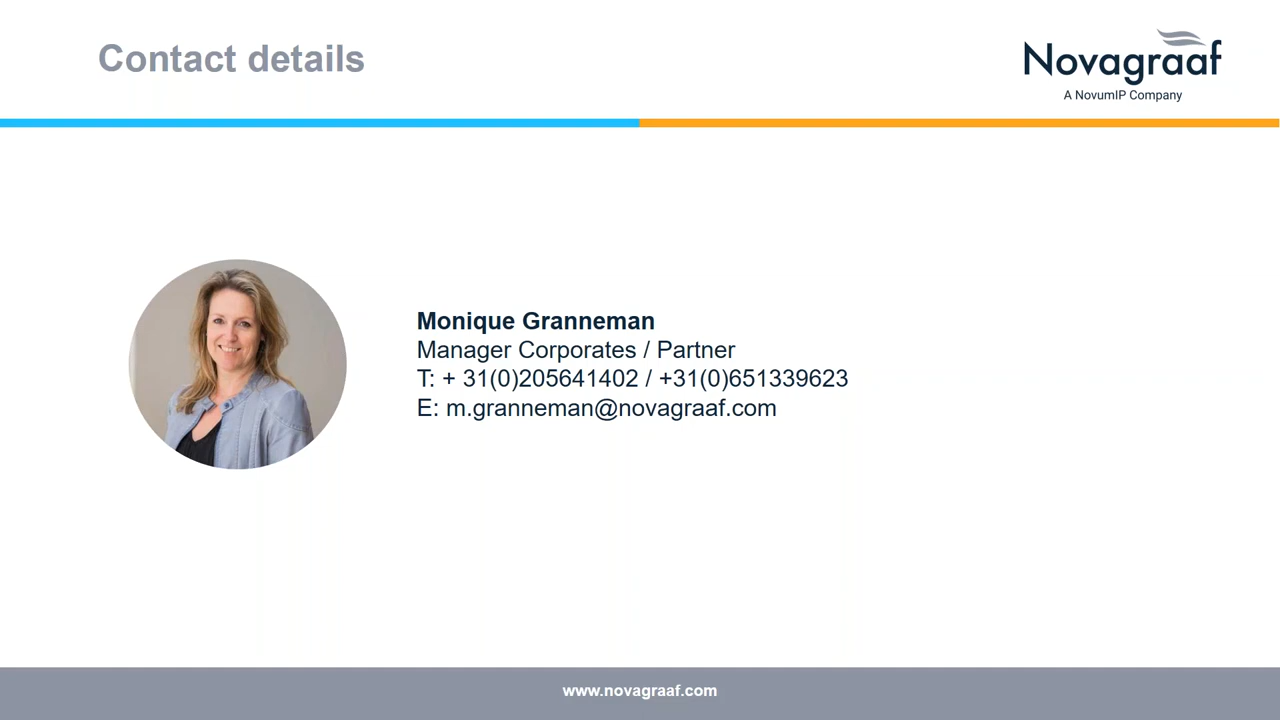 Contact details
Novagraaf
A NovumIP Company
Monique Granneman
Manager Corporates / Partner
T: + 31(0)205641402 / +31(0)651339623
E: m.granneman@novagraaf.com
www.novagraaf.com